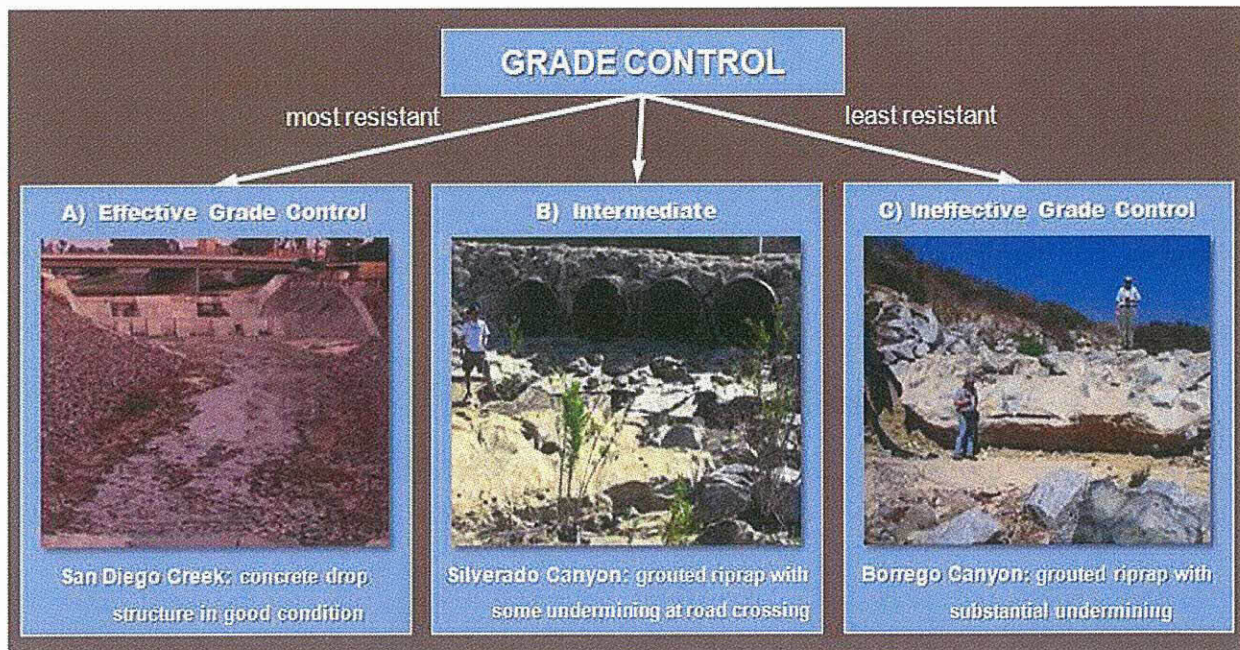 GRADE CONTROL
most resistant
least resistant
A) Effective Grade Control
San Diego Creek: concrete drop
structure in good condition
B) Intermediate
Silverado Canyon: grouted riprap with
some undermining at road crossing
C) Ineffective Grade Control
Borrego Canyon: grouted riprap with
substantial undermining